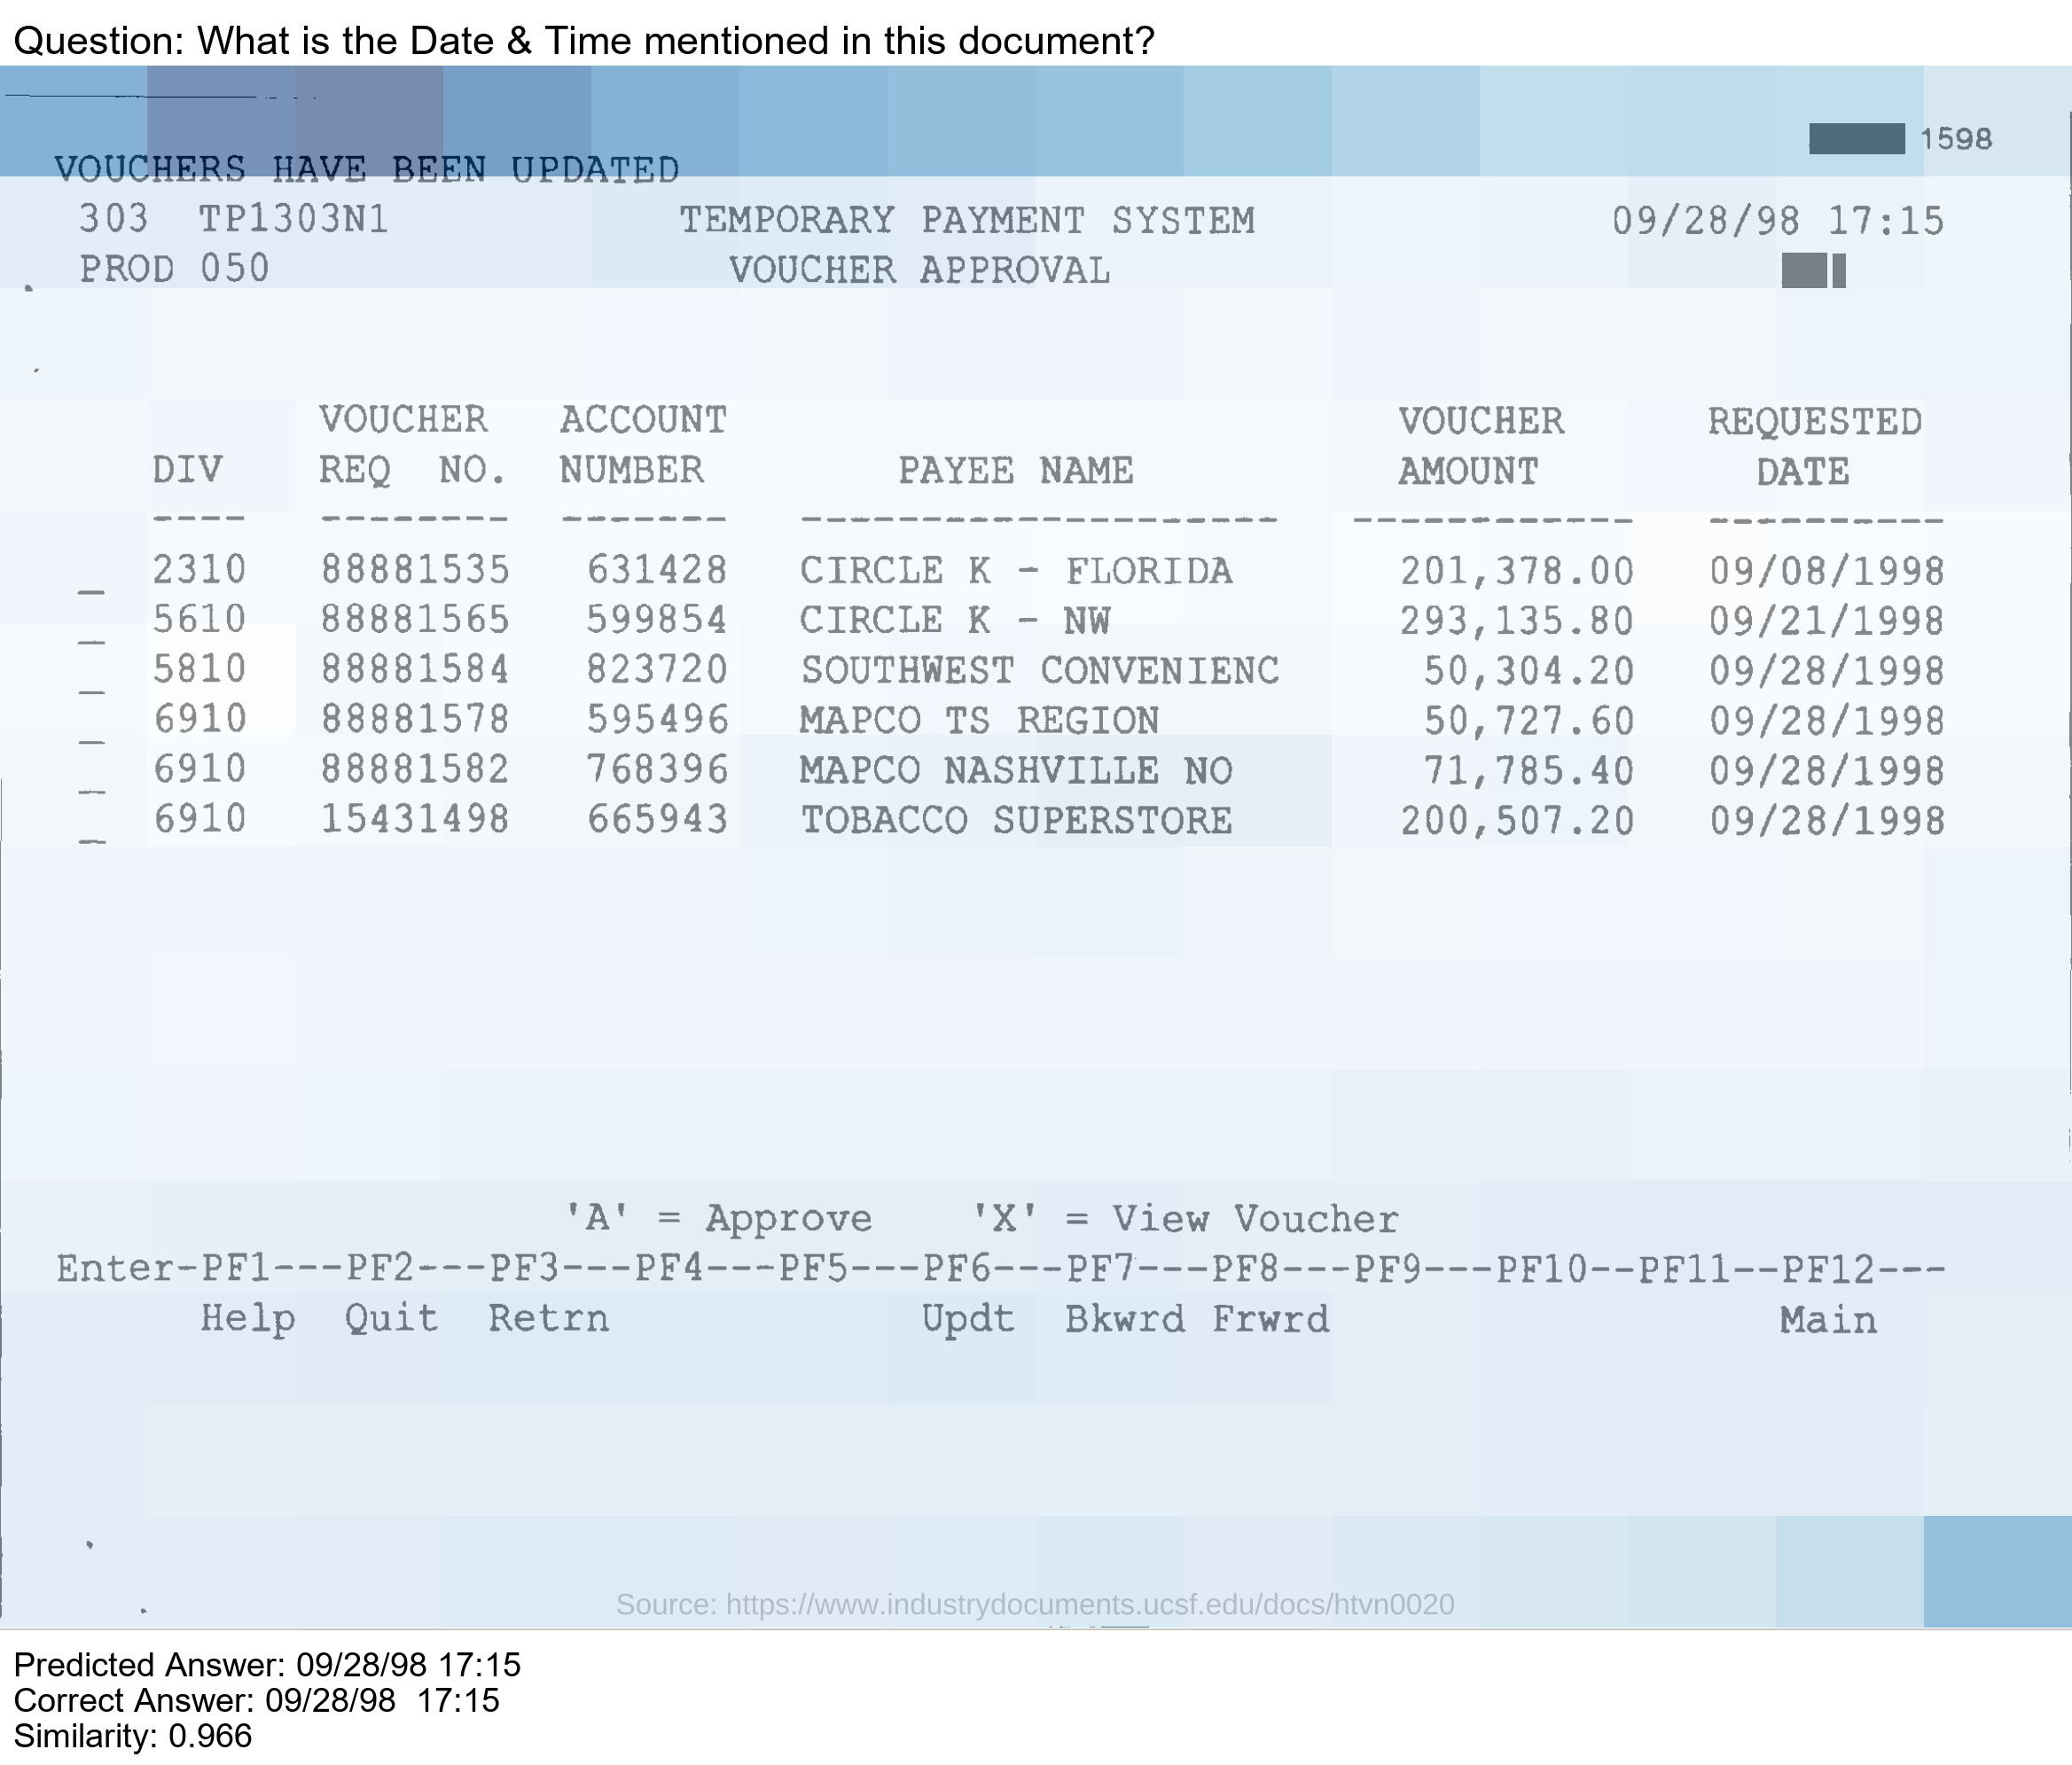 Question: What is the Date & Time mentioned in this document?
1598
VOUCHERS HAVE BEEN UPDATED
303 TP1303N1 TEMPORARY PAYMENT SYSTEM 09/28/98 17:15
PROD 050 VOUCHER APPROVAL
VOUCHER ACCOUNT VOUCHER REQUESTED
DIV REQ NO. NUMBER PAYEE NAME AMOUNT DATE
---- -------- ------- -------------------- ------------ ----------
_ 2310 88881535 631428 CIRCLE K - FLORIDA 201,378.00 09/08/1998
_ 5610 88881565 599854 CIRCLE K - NW 293,135.80 09/21/1998
_ 5810 88881584 823720 SOUTHWEST CONVENIENC 50,304.20 09/28/1998
_ 6910 88881578 595496 MAPCO TS REGION 50,727.60 09/28/1998
_ 6910 88881582 768396 MAPCO NASHVILLE NO 71,785.40 09/28/1998
_ 6910 15431498 665943 TOBACCO SUPERSTORE 200,507.20 09/28/1998
'A' = Approve 'X' = View Voucher
Enter-PF1---PF2---PF3---PF4---PF5---PF6---PF7---PF8---PF9---PF10--PF11--PF12---
Help Quit Retrn Updt Bkwrd Frwrd Main
Source: https://www.industrydocuments.ucsf.edu/docs/htvn0020
Predicted Answer: 09/28/98 17:15
Correct Answer: 09/28/98  17:15
Similarity: 0.966